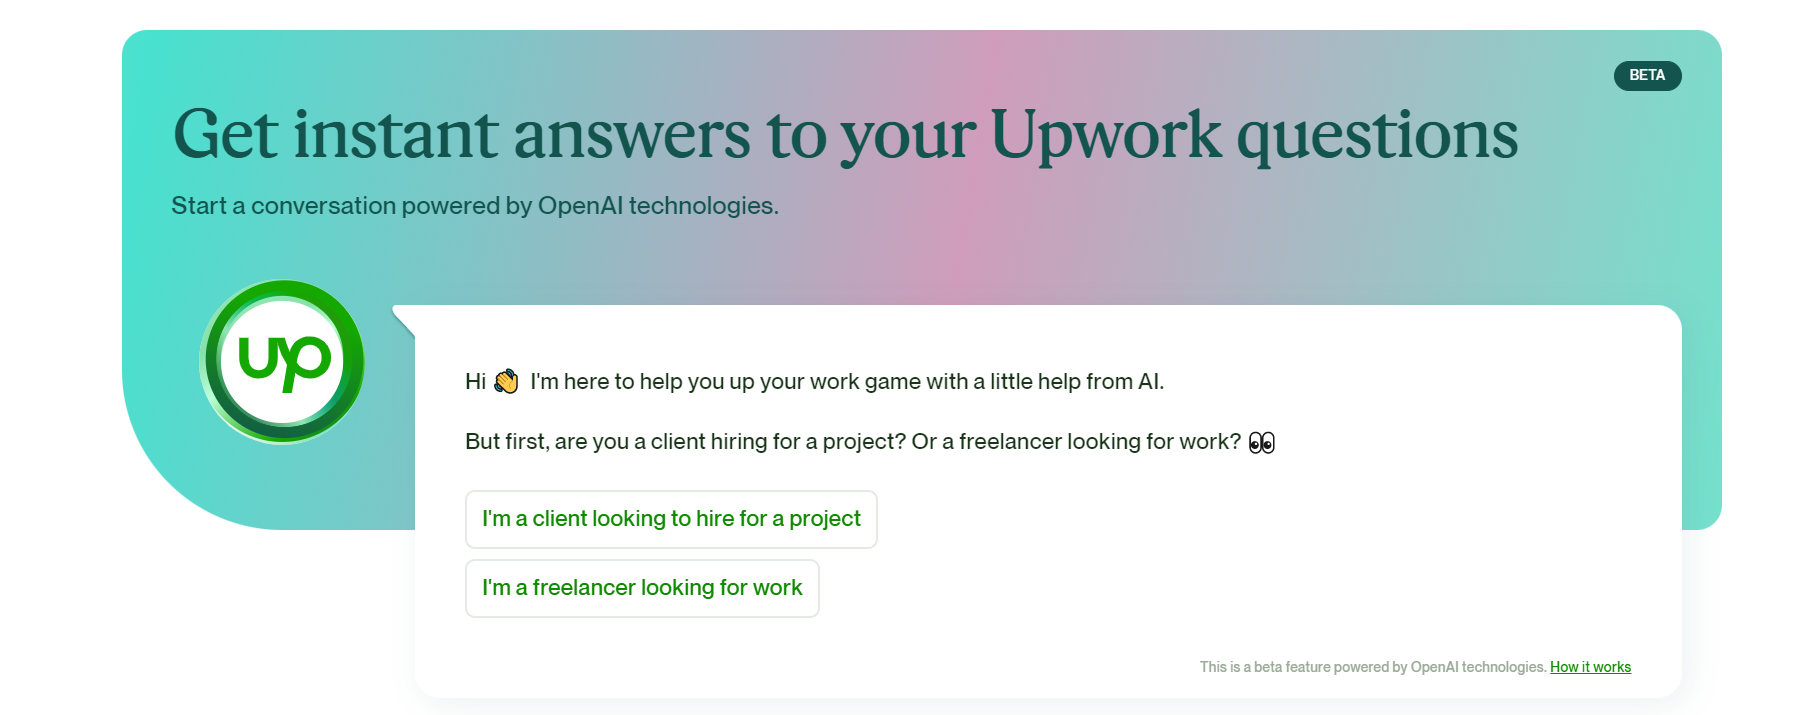 BETA
Get instant answers to your Upwork questions
Start a conversation powered by OpenAI technologies.
up
Hi 👋 I'm here to help you up your work game with a little help from AI.
But first, are you a client hiring for a project? Or a freelancer looking for work? 👀
I'm a client looking to hire for a project
I'm a freelancer looking for work
This is a beta feature powered by OpenAI technologies. How it works